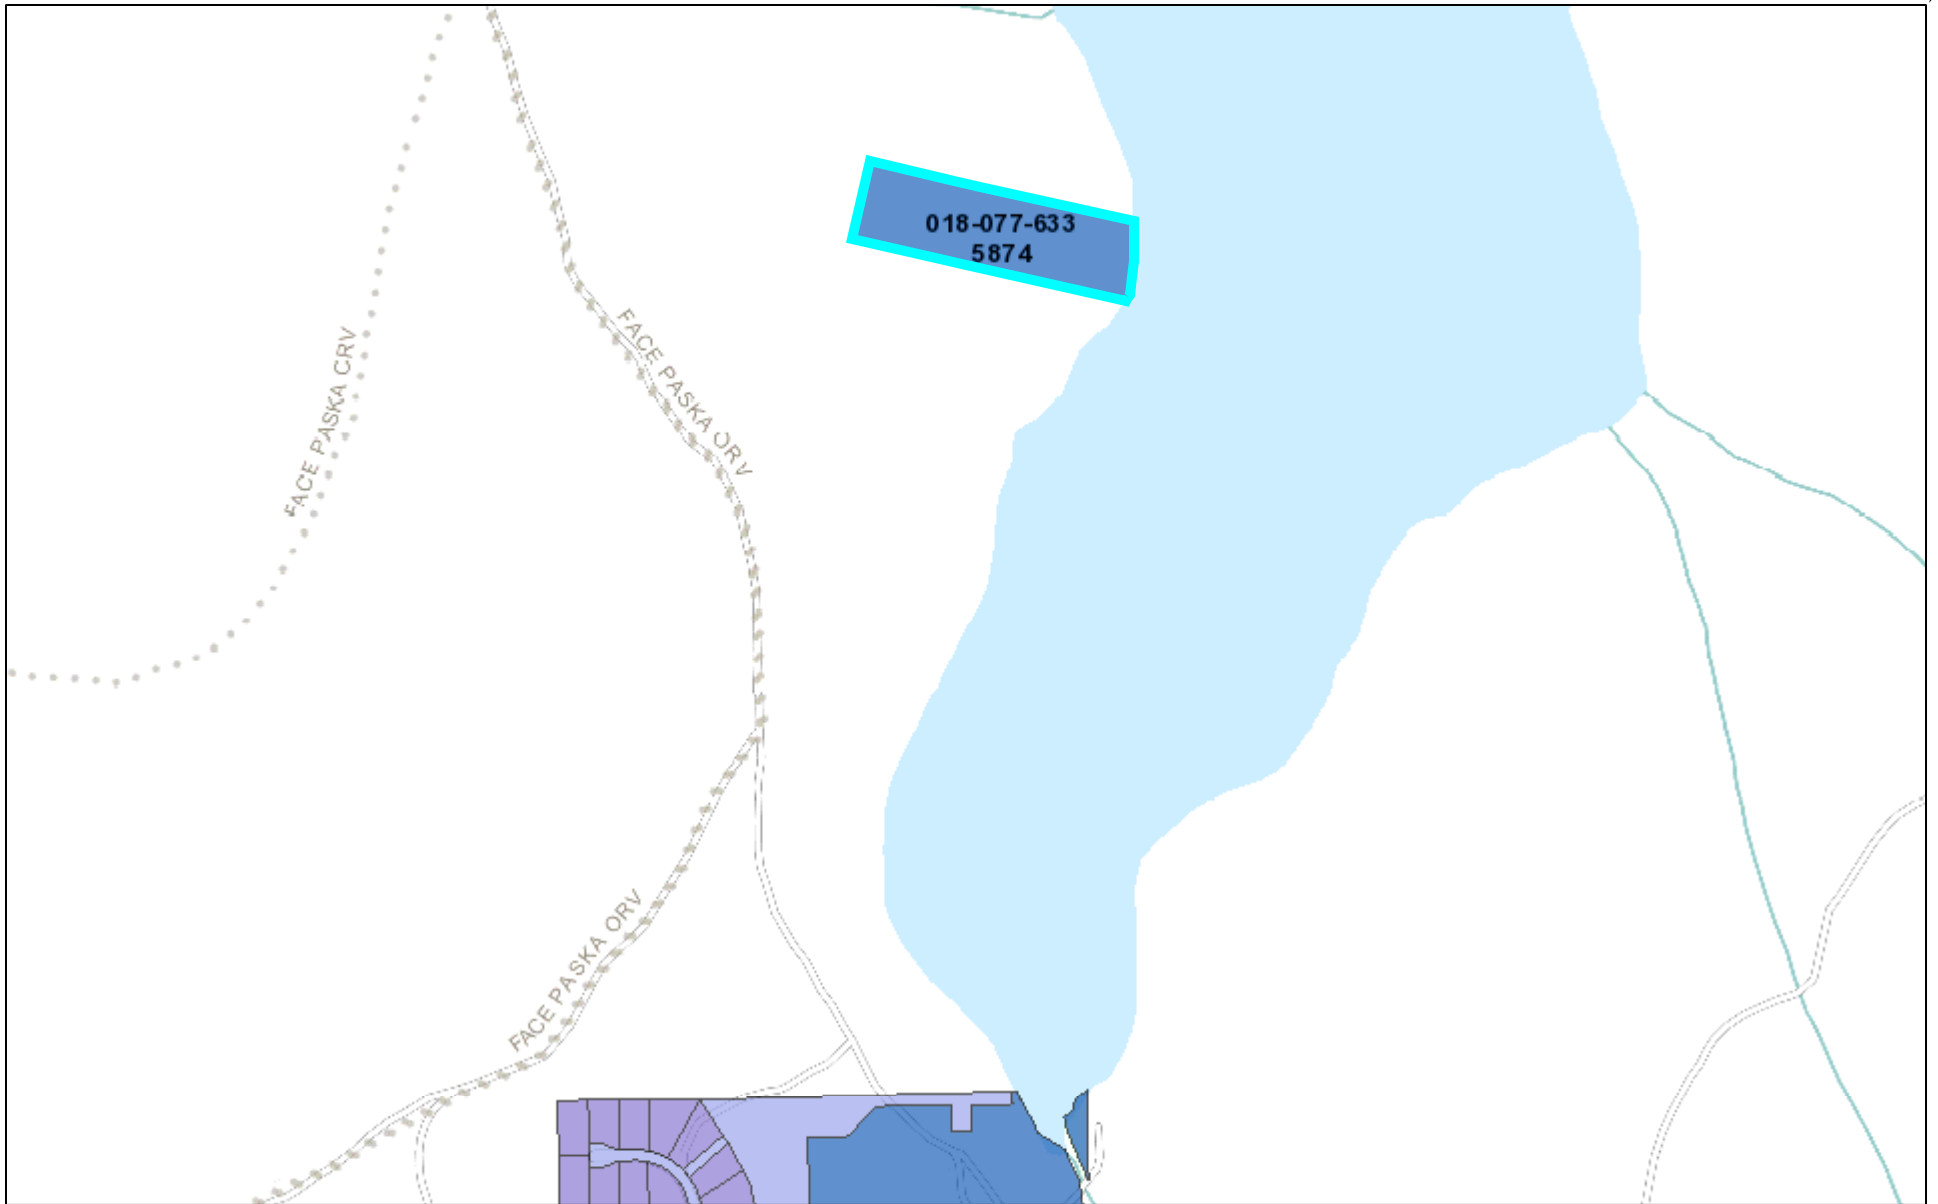 018-077-633
5874
FACE PASKA CRV
FACE PASKA ORV
FACE PASKA ORV